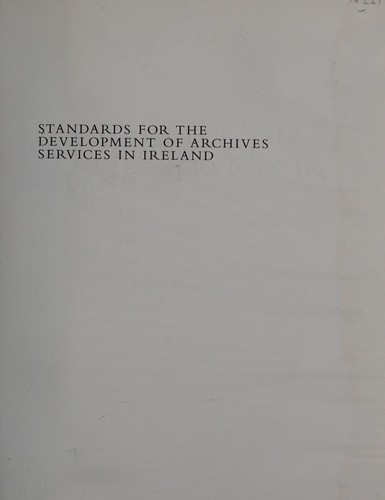 STANDARDS FOR THE
DEVELOPMENT OF ARCHIVES
SERVICES IN IRELAND